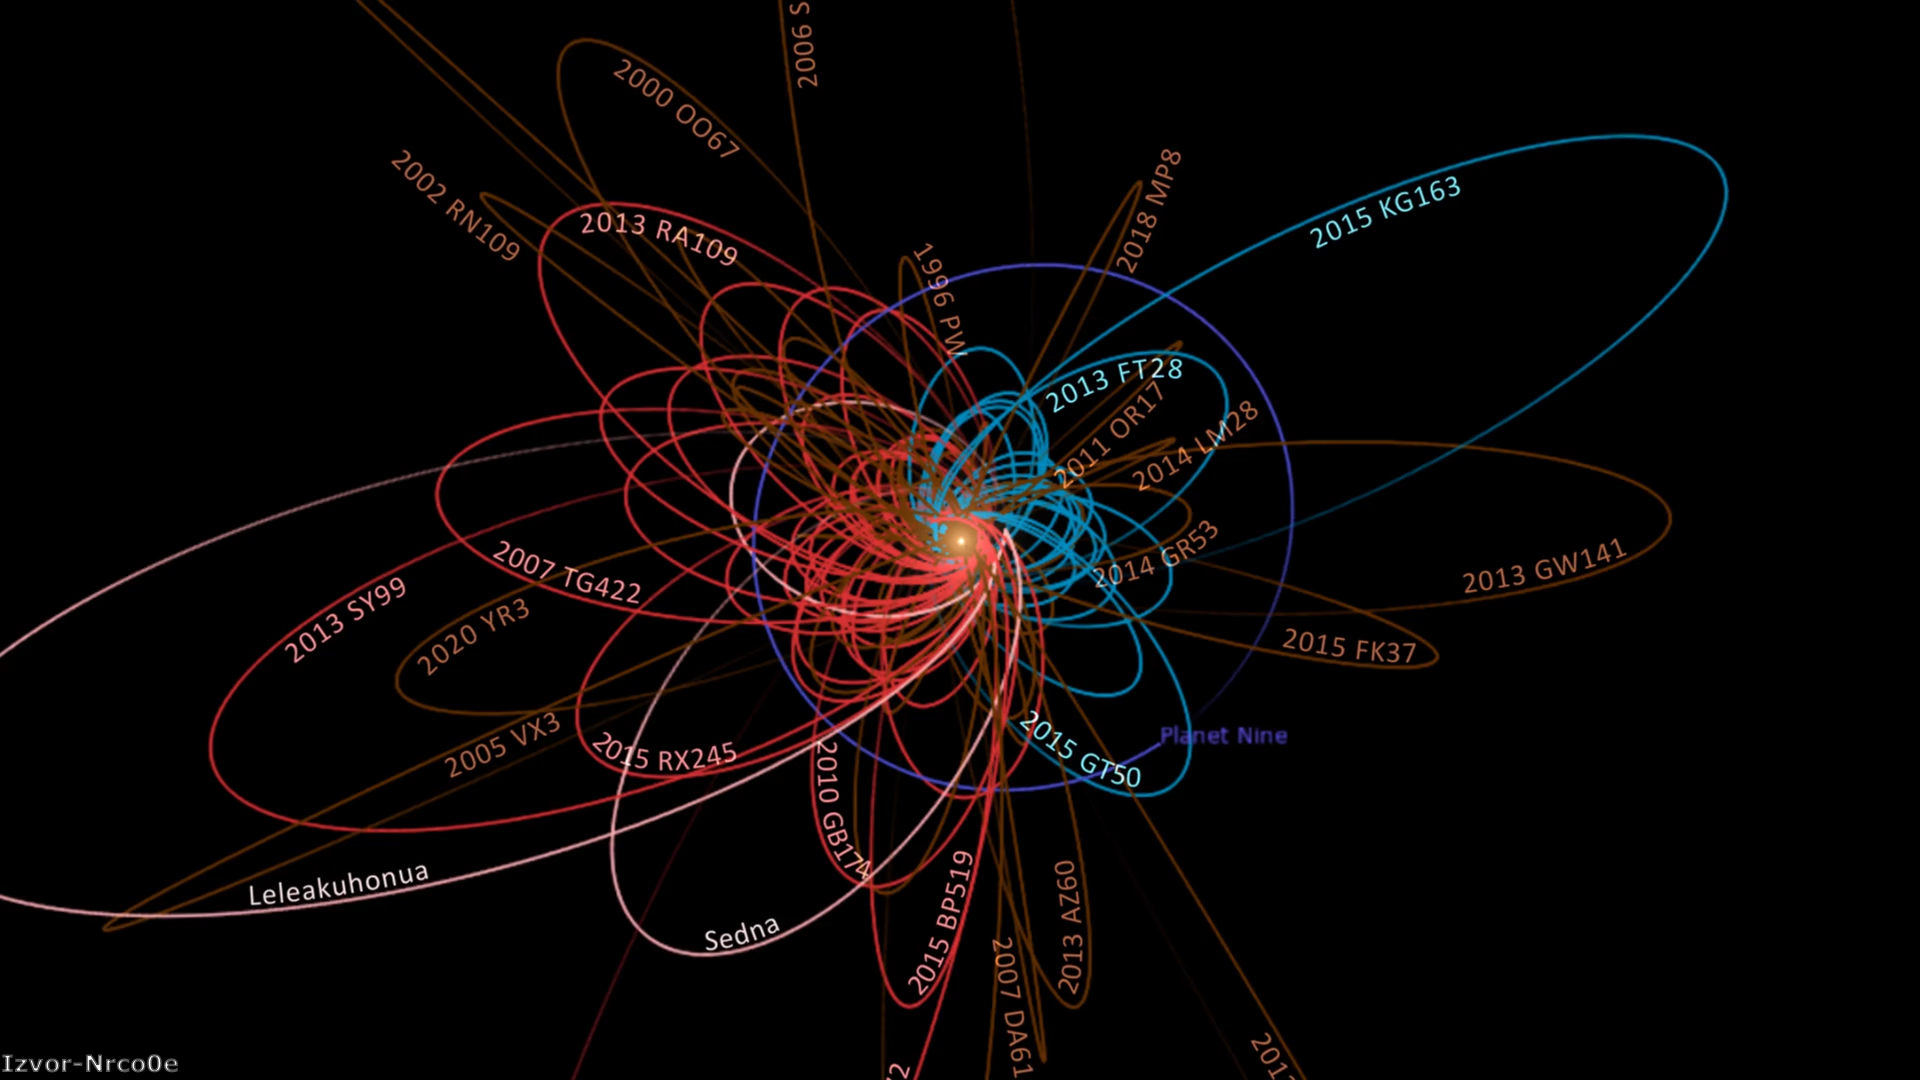 2006 S
2000 OO67
2002 RN109
2018 MP8
2015 KG163
2013 RA109
1996 PW
2013 FT28
2011 OR17
2014 LM28
2007 TG422
2014 GR53
2013 GW141
2013 SY99
2020 YR3
2015 FK37
2005 VX3
2015 RX245
2015 GT50
Planet Nine
2010 GB174
Leleakuhonua
Sedna
2015 BP519
2013 AZ60
2007 DA61
201
Izvor-Nrco0e